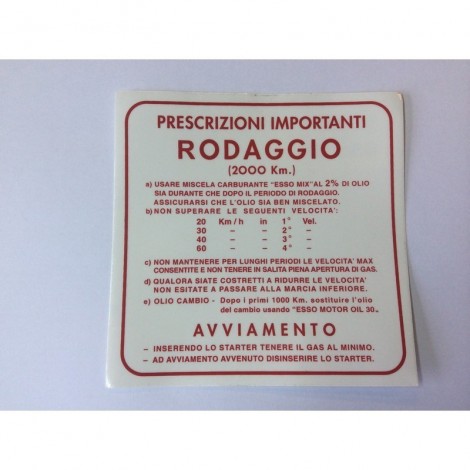 PRESCRIZIONI IMPORTANTI
RODAGGIO
(2000 Km.)
a) USARE MISCELA CARBURANTE "ESSO MIX" AL 2% DI OLIO
SIA DURANTE CHE DOPO IL PERIODO DI RODAGGIO.
ASSICURARSI CHE L'OLIO SIA BEN MISCELATO.
b) NON SUPERARE LE SEGUENTI VELOCITA':
20 Km/h in 1° Vel.
30 – – 2° –
40 – – 3° –
60 – – 4° –
c) NON MANTENERE PER LUNGHI PERIODI LE VELOCITA' MAX
CONSENTITE E NON TENERE IN SALITA PIENA APERTURA DI GAS.
d) QUALORA SIATE COSTRETTI A RIDURRE LE VELOCITA'
NON ESITATE A PASSARE ALLA MARCIA INFERIORE.
e) OLIO CAMBIO - Dopo i primi 1000 Km. sostituire l'olio
del cambio usando "ESSO MOTOR OIL 30„
AVVIAMENTO
– INSERENDO LO STARTER TENERE IL GAS AL MINIMO.
– AD AVVIAMENTO AVVENUTO DISINSERIRE LO STARTER.